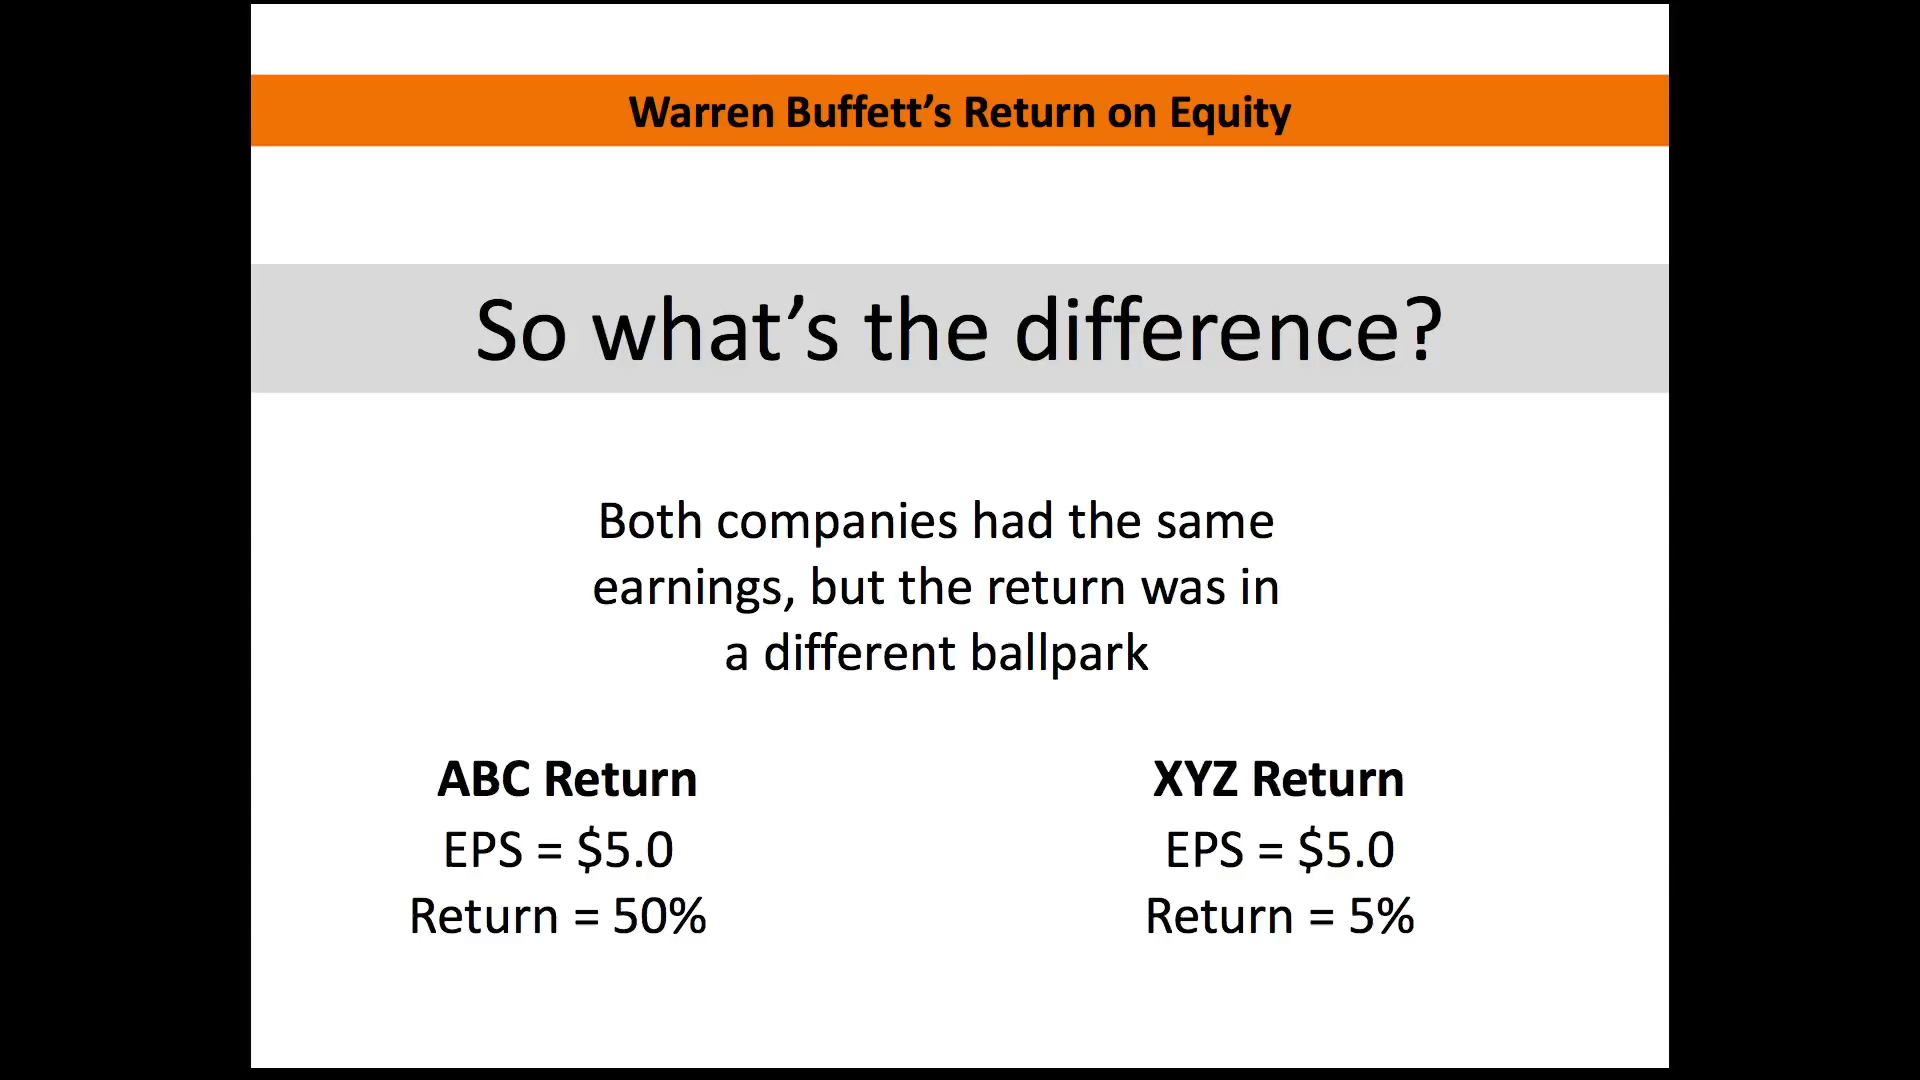 Warren Buffett’s Return on Equity
So what’s the difference?
Both companies had the same
earnings, but the return was in
a different ballpark
ABC Return
EPS = $5.0
Return = 50%
XYZ Return
EPS = $5.0
Return = 5%